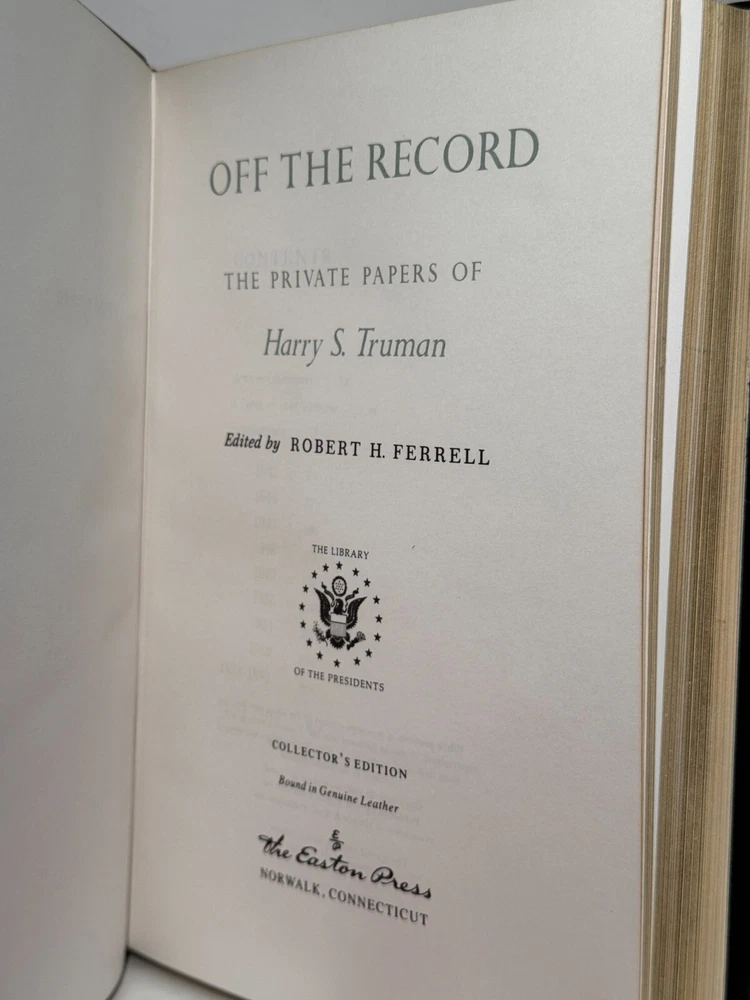 OFF THE RECORD
THE PRIVATE PAPERS OF
Harry S. Truman
Edited by ROBERT H. FERRELL
THE LIBRARY
OF THE PRESIDENTS
COLLECTOR'S EDITION
Bound in Genuine Leather
E/P
the Easton Press
NORWALK, CONNECTICUT
CONTENTS